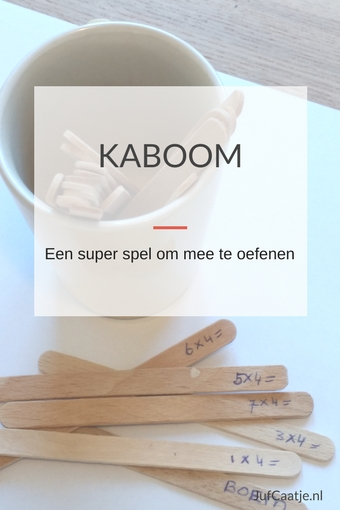 KABOOM
Een super spel om mee te oefenen
6x4=
5x4=
7x4=
3x4=
1x4=
JufCaatje.nl